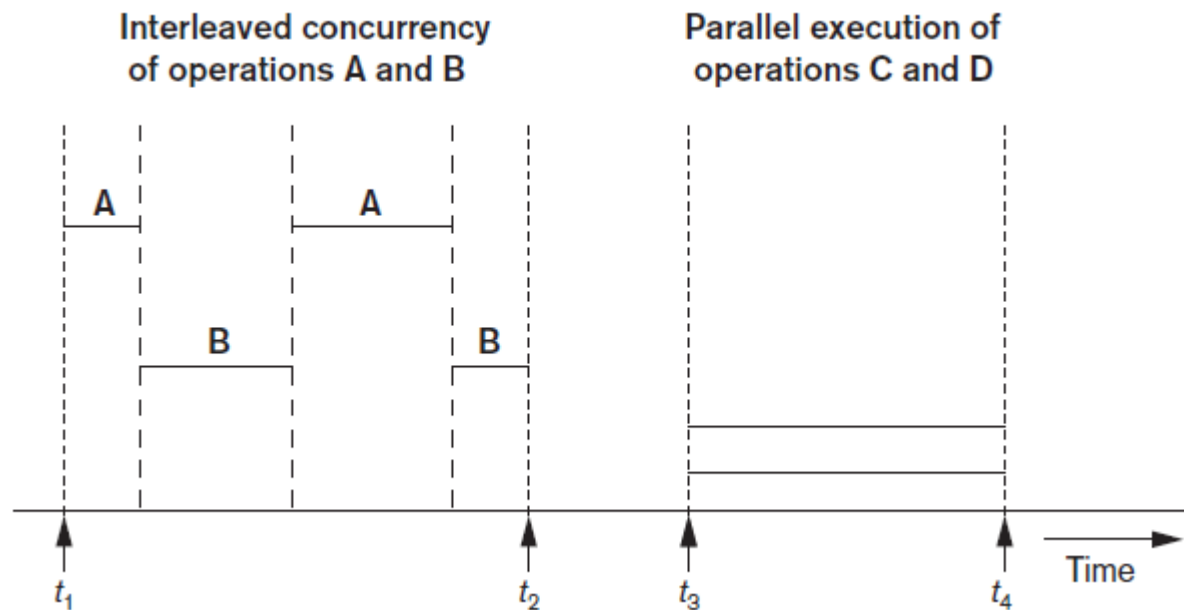 Interleaved concurrency
of operations A and B
Parallel execution of
operations C and D
A
A
B
B
t1
t2
t3
t4
Time